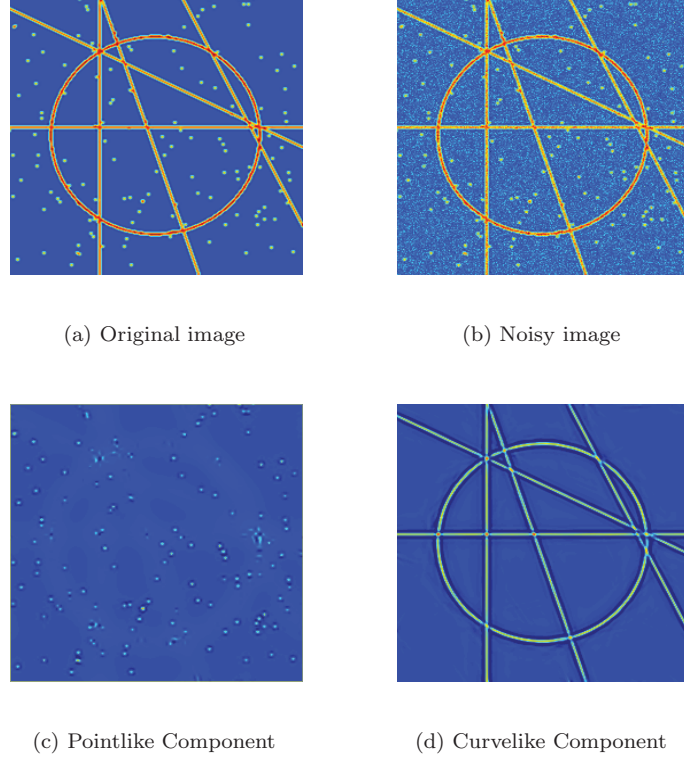 (a) Original image
(b) Noisy image
(c) Pointlike Component
(d) Curvelike Component